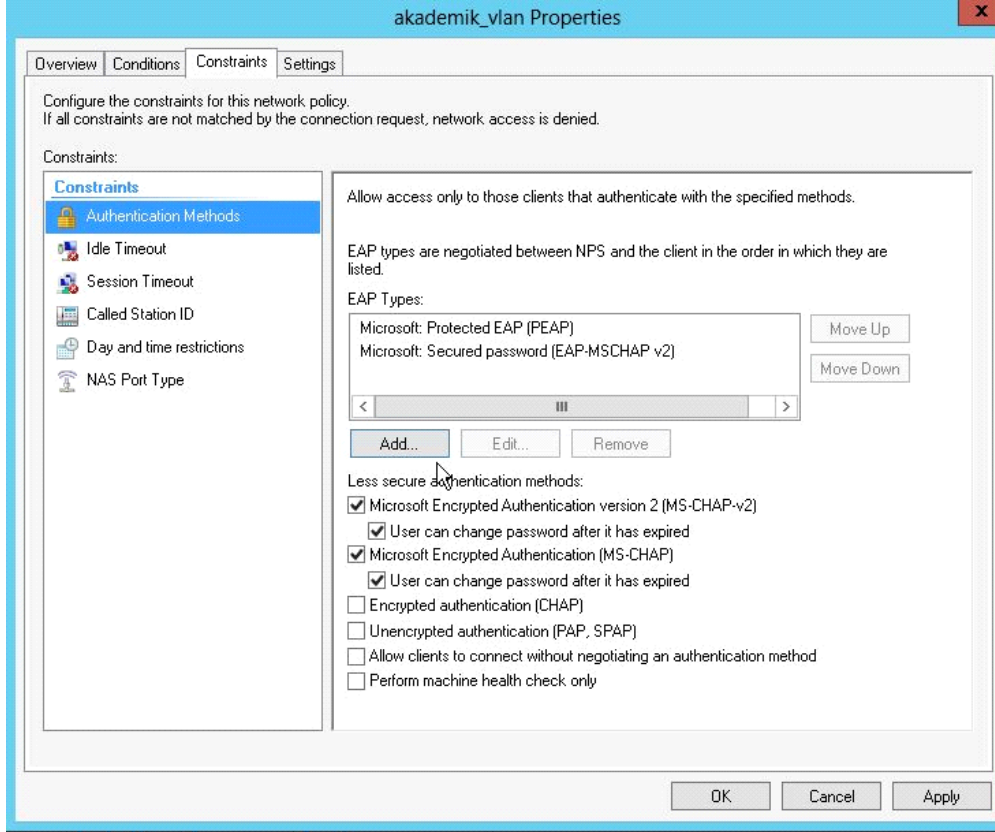 akademik_vlan Properties
x
Overview Conditions Constraints Settings
Configure the constraints for this network policy.
If all constraints are not matched by the connection request, network access is denied.
Constraints:
Constraints
Authentication Methods
Idle Timeout
Session Timeout
Called Station ID
Day and time restrictions
NAS Port Type
Allow access only to those clients that authenticate with the specified methods.
EAP types are negotiated between NPS and the client in the order in which they are
listed.
EAP Types:
Microsoft: Protected EAP (PEAP)
Microsoft: Secured password (EAP-MSCHAP v2)
Move Up
Move Down
Add... Edit... Remove
Less secure authentication methods:
Microsoft Encrypted Authentication version 2 (MS-CHAP-v2)
User can change password after it has expired
Microsoft Encrypted Authentication (MS-CHAP)
User can change password after it has expired
Encrypted authentication (CHAP)
Unencrypted authentication (PAP, SPAP)
Allow clients to connect without negotiating an authentication method
Perform machine health check only
OK Cancel Apply